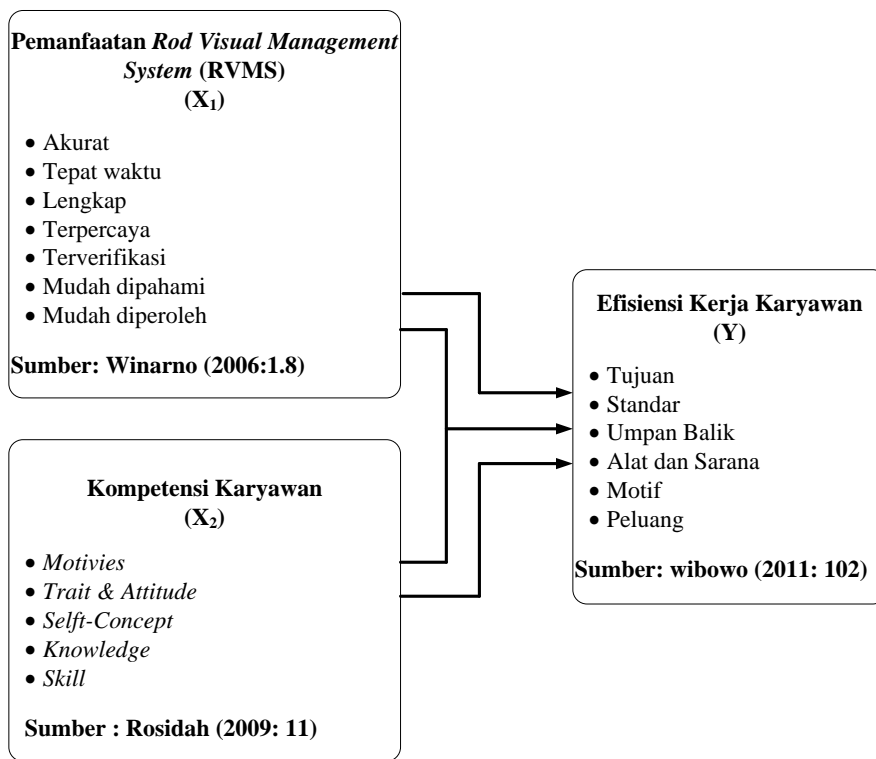 Pemanfaatan Rod Visual Management
System (RVMS)
(X₁)
• Akurat
• Tepat waktu
• Lengkap
• Terpercaya
• Terverifikasi
• Mudah dipahami
• Mudah diperoleh
Sumber: Winarno (2006:1.8)
Kompetensi Karyawan
(X₂)
• Motivies
• Trait & Attitude
• Selft-Concept
• Knowledge
• Skill
Sumber : Rosidah (2009: 11)
Efisiensi Kerja Karyawan
(Y)
• Tujuan
• Standar
• Umpan Balik
• Alat dan Sarana
• Motif
• Peluang
Sumber: wibowo (2011: 102)